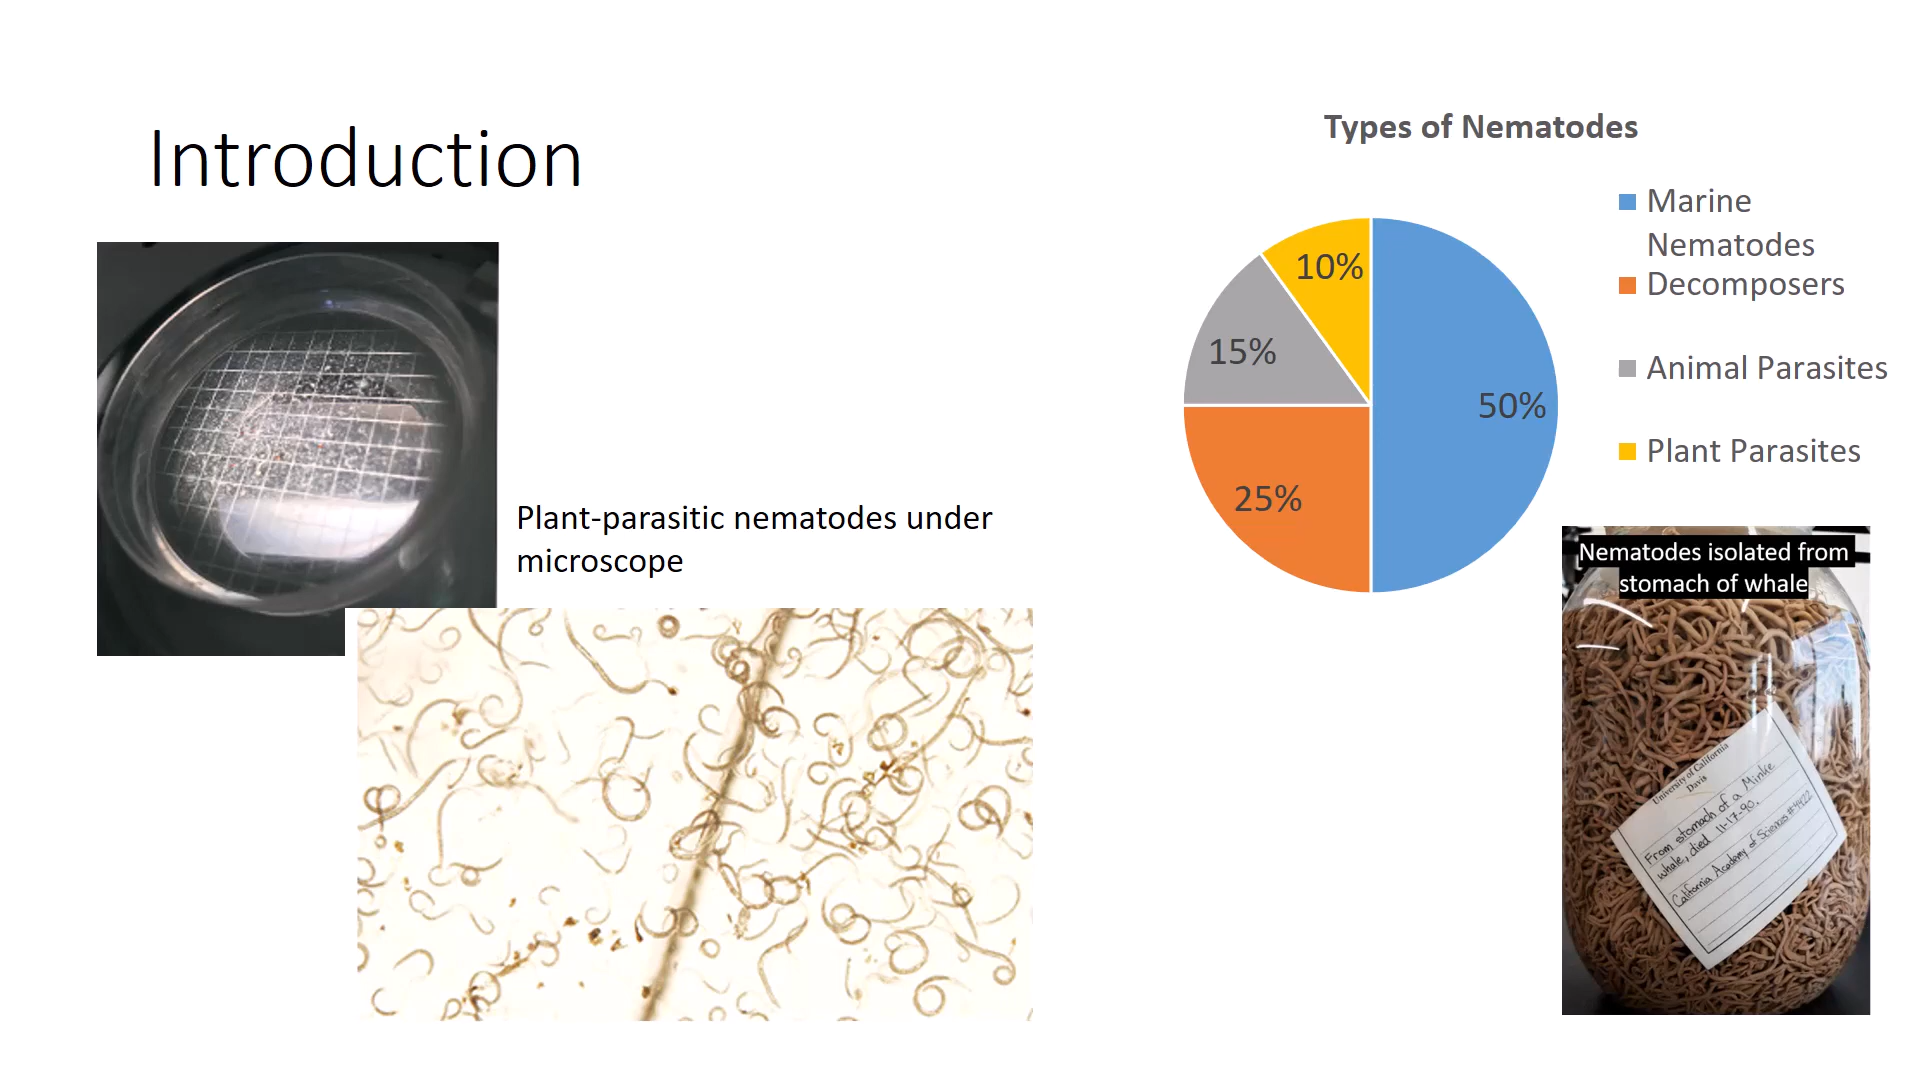 Introduction
Types of Nematodes
Marine
Nematodes
Decomposers
Animal Parasites
Plant Parasites
10%
15%
50%
25%
Plant-parasitic nematodes under
microscope
Nematodes isolated from
stomach of whale
University of California
Davis
From stomach of a Minke
whale, died 11-17-90.
California Academy of Sciences #4422